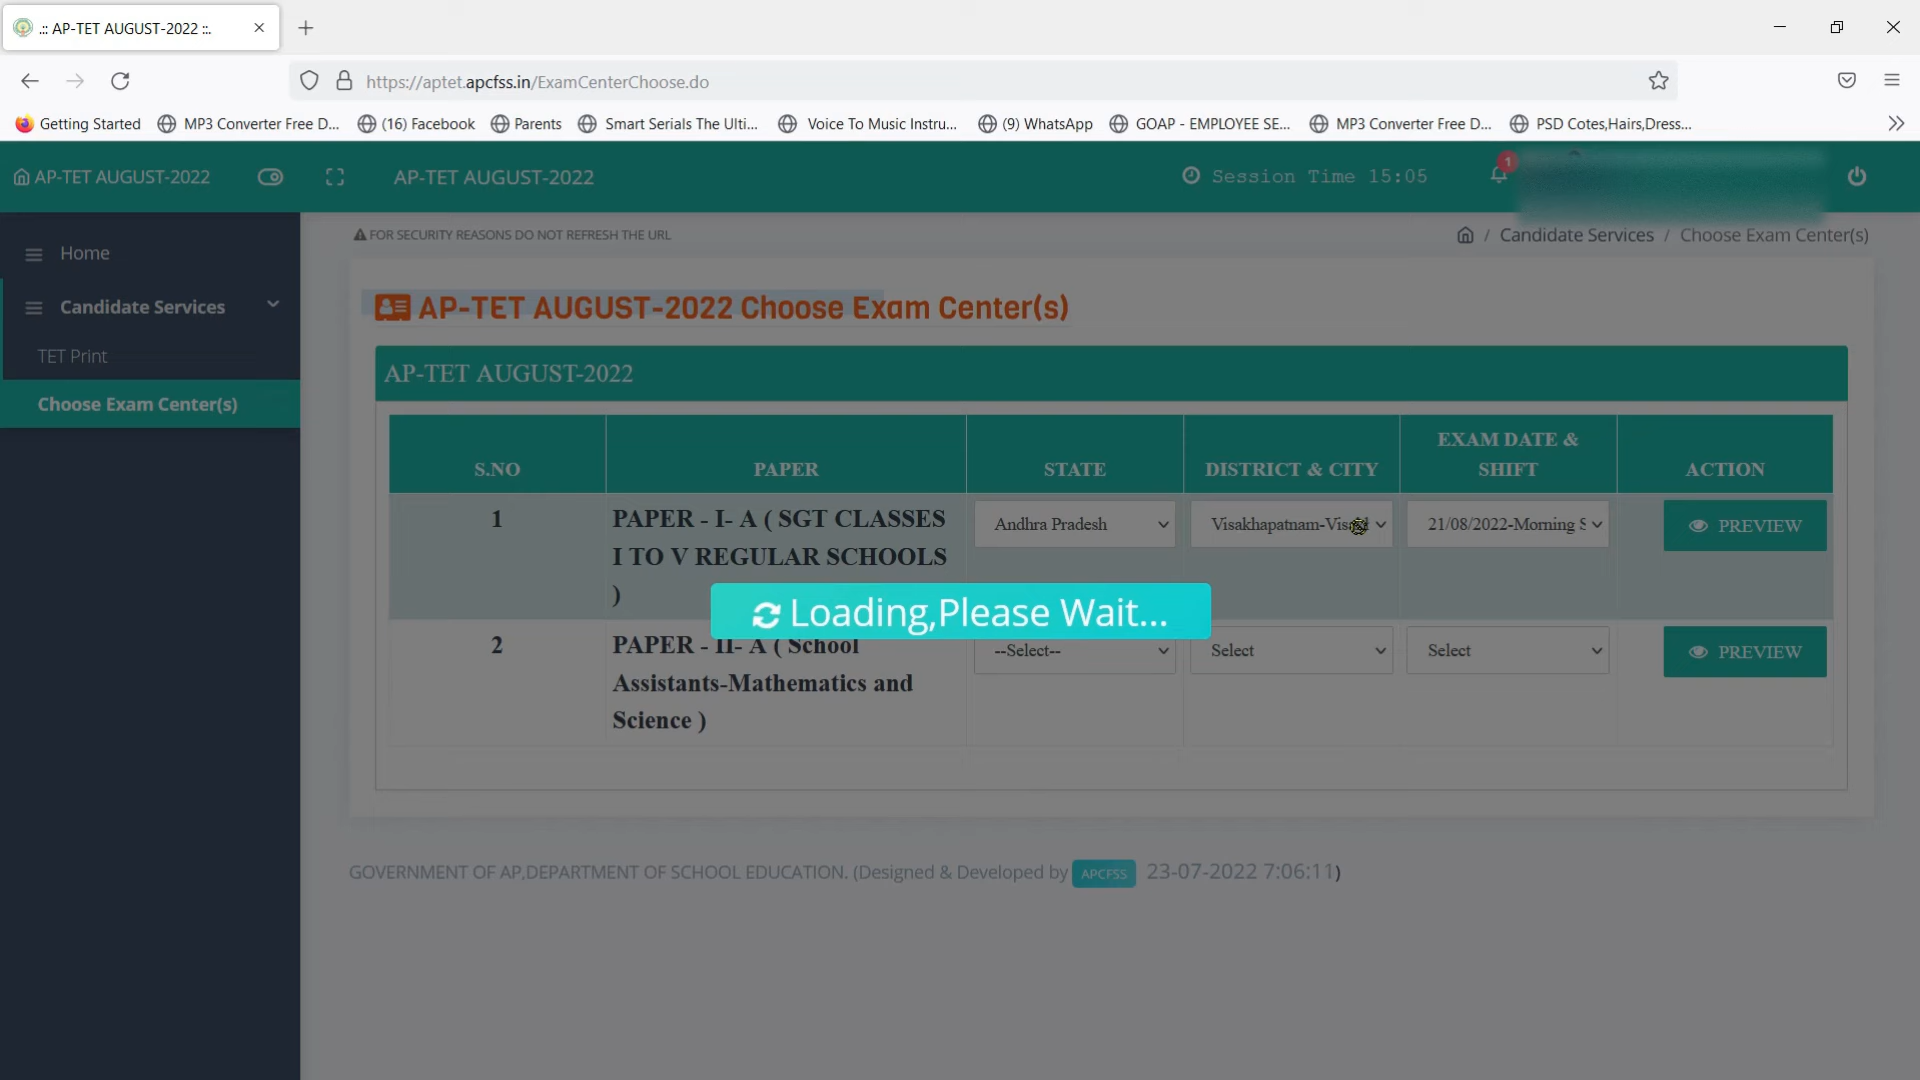 .:: AP-TET AUGUST-2022 ::.
https://aptet.apcfss.in/ExamCenterChoose.do
Getting Started
MP3 Converter Free D...
(16) Facebook
Parents
Smart Serials The Ulti...
Voice To Music Instru...
(9) WhatsApp
GOAP - EMPLOYEE SE...
MP3 Converter Free D...
PSD Cotes,Hairs,Dress...
AP-TET AUGUST-2022
AP-TET AUGUST-2022
Session Time 15:05
1
Home
Candidate Services
TET Print
Choose Exam Center(s)
FOR SECURITY REASONS DO NOT REFRESH THE URL
/ Candidate Services / Choose Exam Center(s)
AP-TET AUGUST-2022 Choose Exam Center(s)
AP-TET AUGUST-2022
S.NO
PAPER
STATE
DISTRICT & CITY
EXAM DATE &
SHIFT
ACTION
1
PAPER - I- A ( SGT CLASSES
I TO V REGULAR SCHOOLS
)
Andhra Pradesh
Visakhapatnam-Visa
21/08/2022-Morning S
PREVIEW
Loading,Please Wait...
2
PAPER - II- A ( School
Assistants-Mathematics and
Science )
--Select--
Select
Select
PREVIEW
GOVERNMENT OF AP,DEPARTMENT OF SCHOOL EDUCATION. (Designed & Developed by APCFSS 23-07-2022 7:06:11)